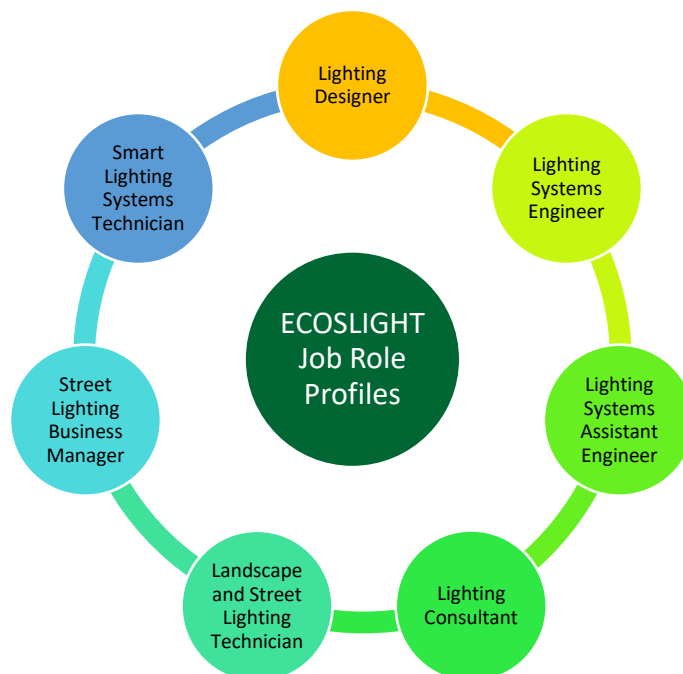 Lighting
Designer
Lighting
Systems
Engineer
Lighting
Systems
Assistant
Engineer
Lighting
Consultant
Landscape
and Street
Lighting
Technician
Street
Lighting
Business
Manager
Smart
Lighting
Systems
Technician
ECOSLIGHT
Job Role
Profiles